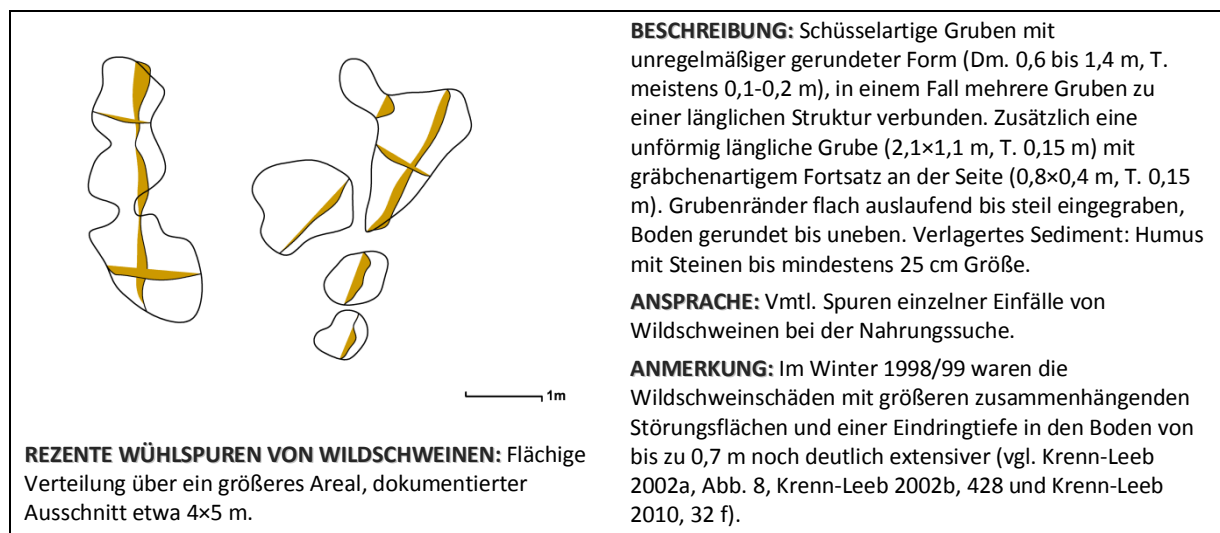 1m
REZENTE WÜHLSPUREN VON WILDSCHWEINEN: Flächige
Verteilung über ein größeres Areal, dokumentierter
Ausschnitt etwa 4×5 m.
BESCHREIBUNG: Schüsselartige Gruben mit
unregelmäßiger gerundeter Form (Dm. 0,6 bis 1,4 m, T.
meistens 0,1-0,2 m), in einem Fall mehrere Gruben zu
einer länglichen Struktur verbunden. Zusätzlich eine
unförmig längliche Grube (2,1×1,1 m, T. 0,15 m) mit
gräbchenartigem Fortsatz an der Seite (0,8×0,4 m, T. 0,15
m). Grubenränder flach auslaufend bis steil eingegraben,
Boden gerundet bis uneben. Verlagertes Sediment: Humus
mit Steinen bis mindestens 25 cm Größe.
ANSPRACHE: Vmtl. Spuren einzelner Einfälle von
Wildschweinen bei der Nahrungssuche.
ANMERKUNG: Im Winter 1998/99 waren die
Wildschweinschäden mit größeren zusammenhängenden
Störungsflächen und einer Eindringtiefe in den Boden von
bis zu 0,7 m noch deutlich extensiver (vgl. Krenn-Leeb
2002a, Abb. 8, Krenn-Leeb 2002b, 428 und Krenn-Leeb
2010, 32 f).